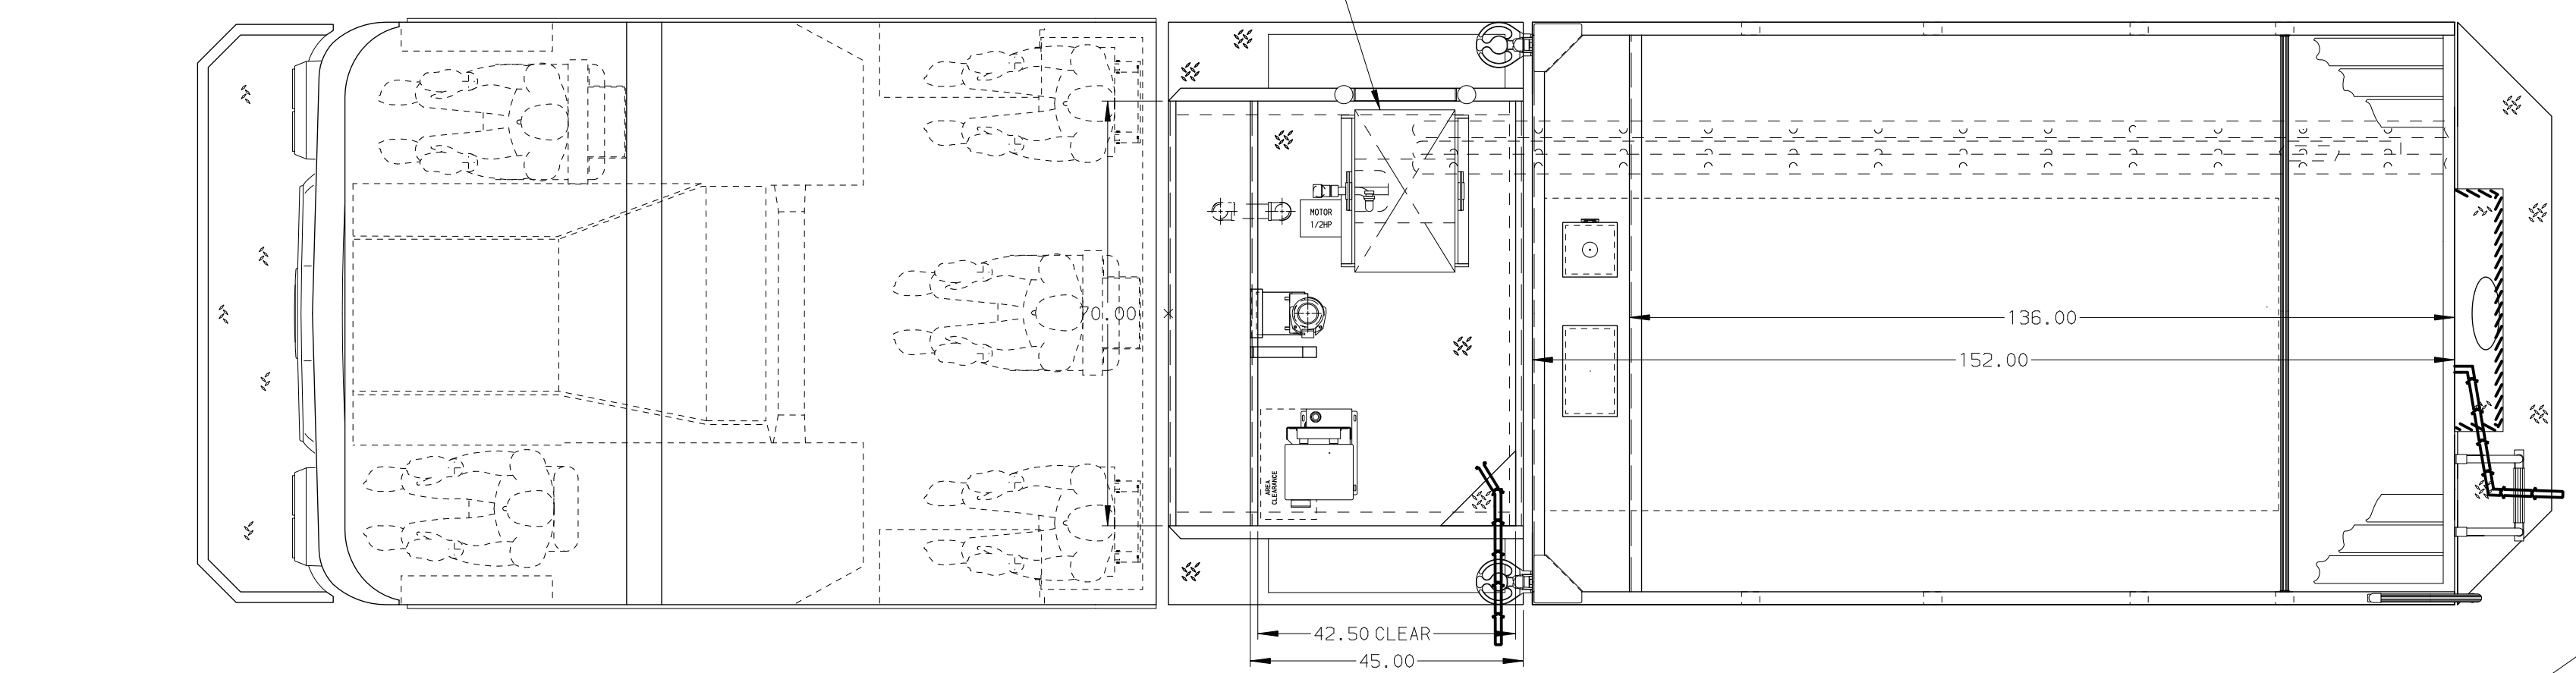 MOTOR
1/2HP
70.00
136.00
152.00
AREA
CLEARANCE
42.50 CLEAR
45.00